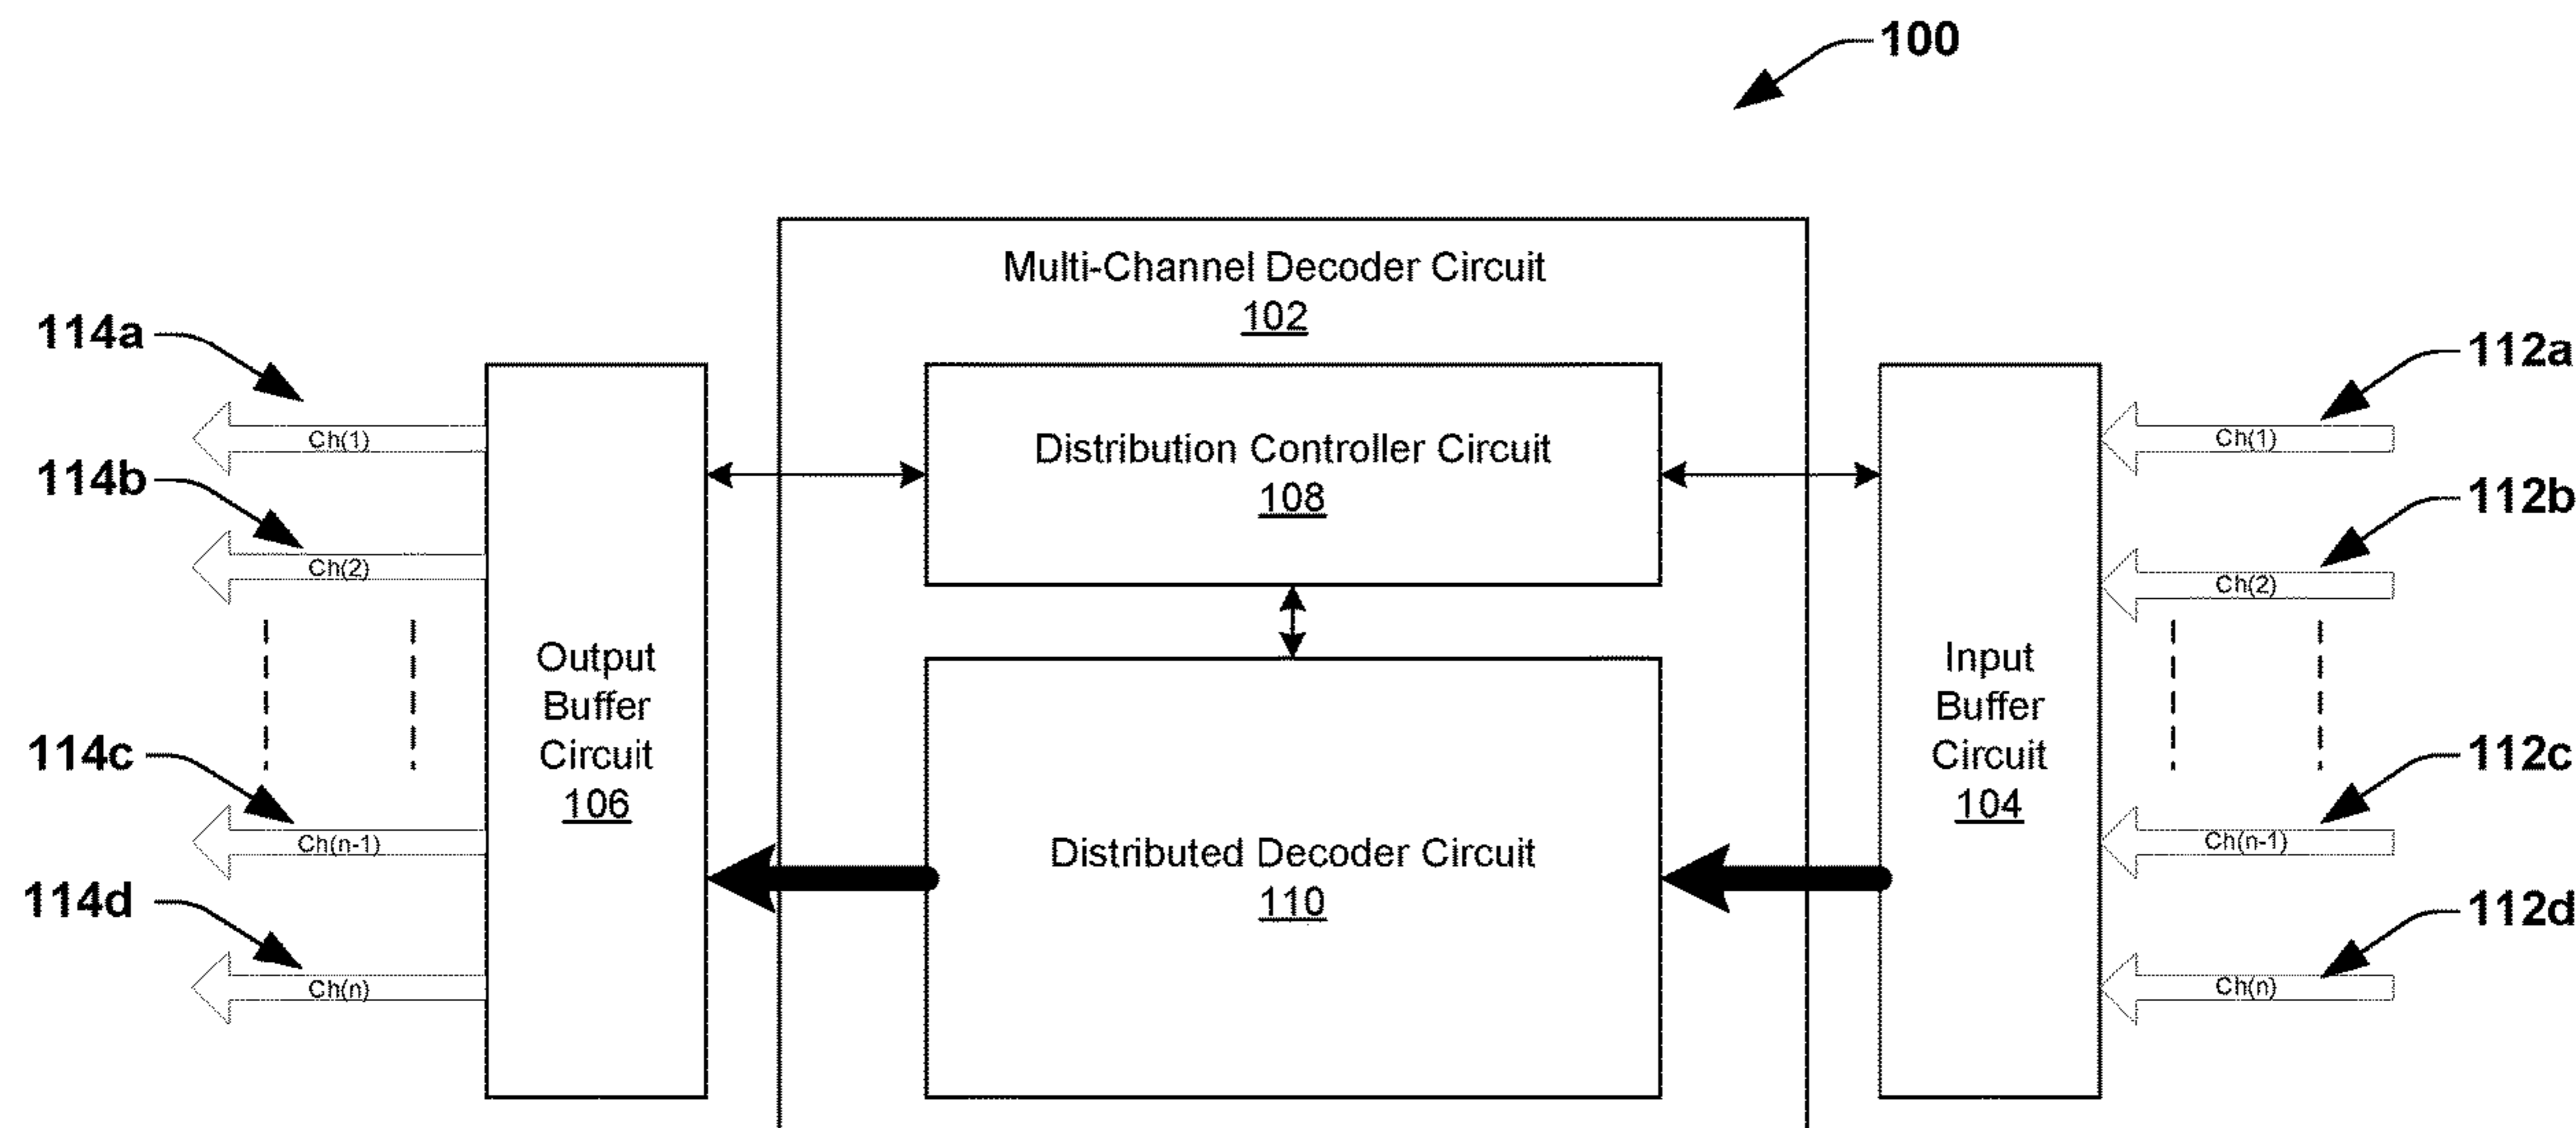 100
Multi-Channel Decoder Circuit
102
114a
112a
Ch(1)
Ch(1)
Distribution Controller Circuit
108
114b
112b
Ch(2)
Ch(2)
Output
Buffer
Circuit
106
Input
Buffer
Circuit
104
114c
112c
Ch(n-1)
Ch(n-1)
Distributed Decoder Circuit
110
114d
112d
Ch(n)
Ch(n)